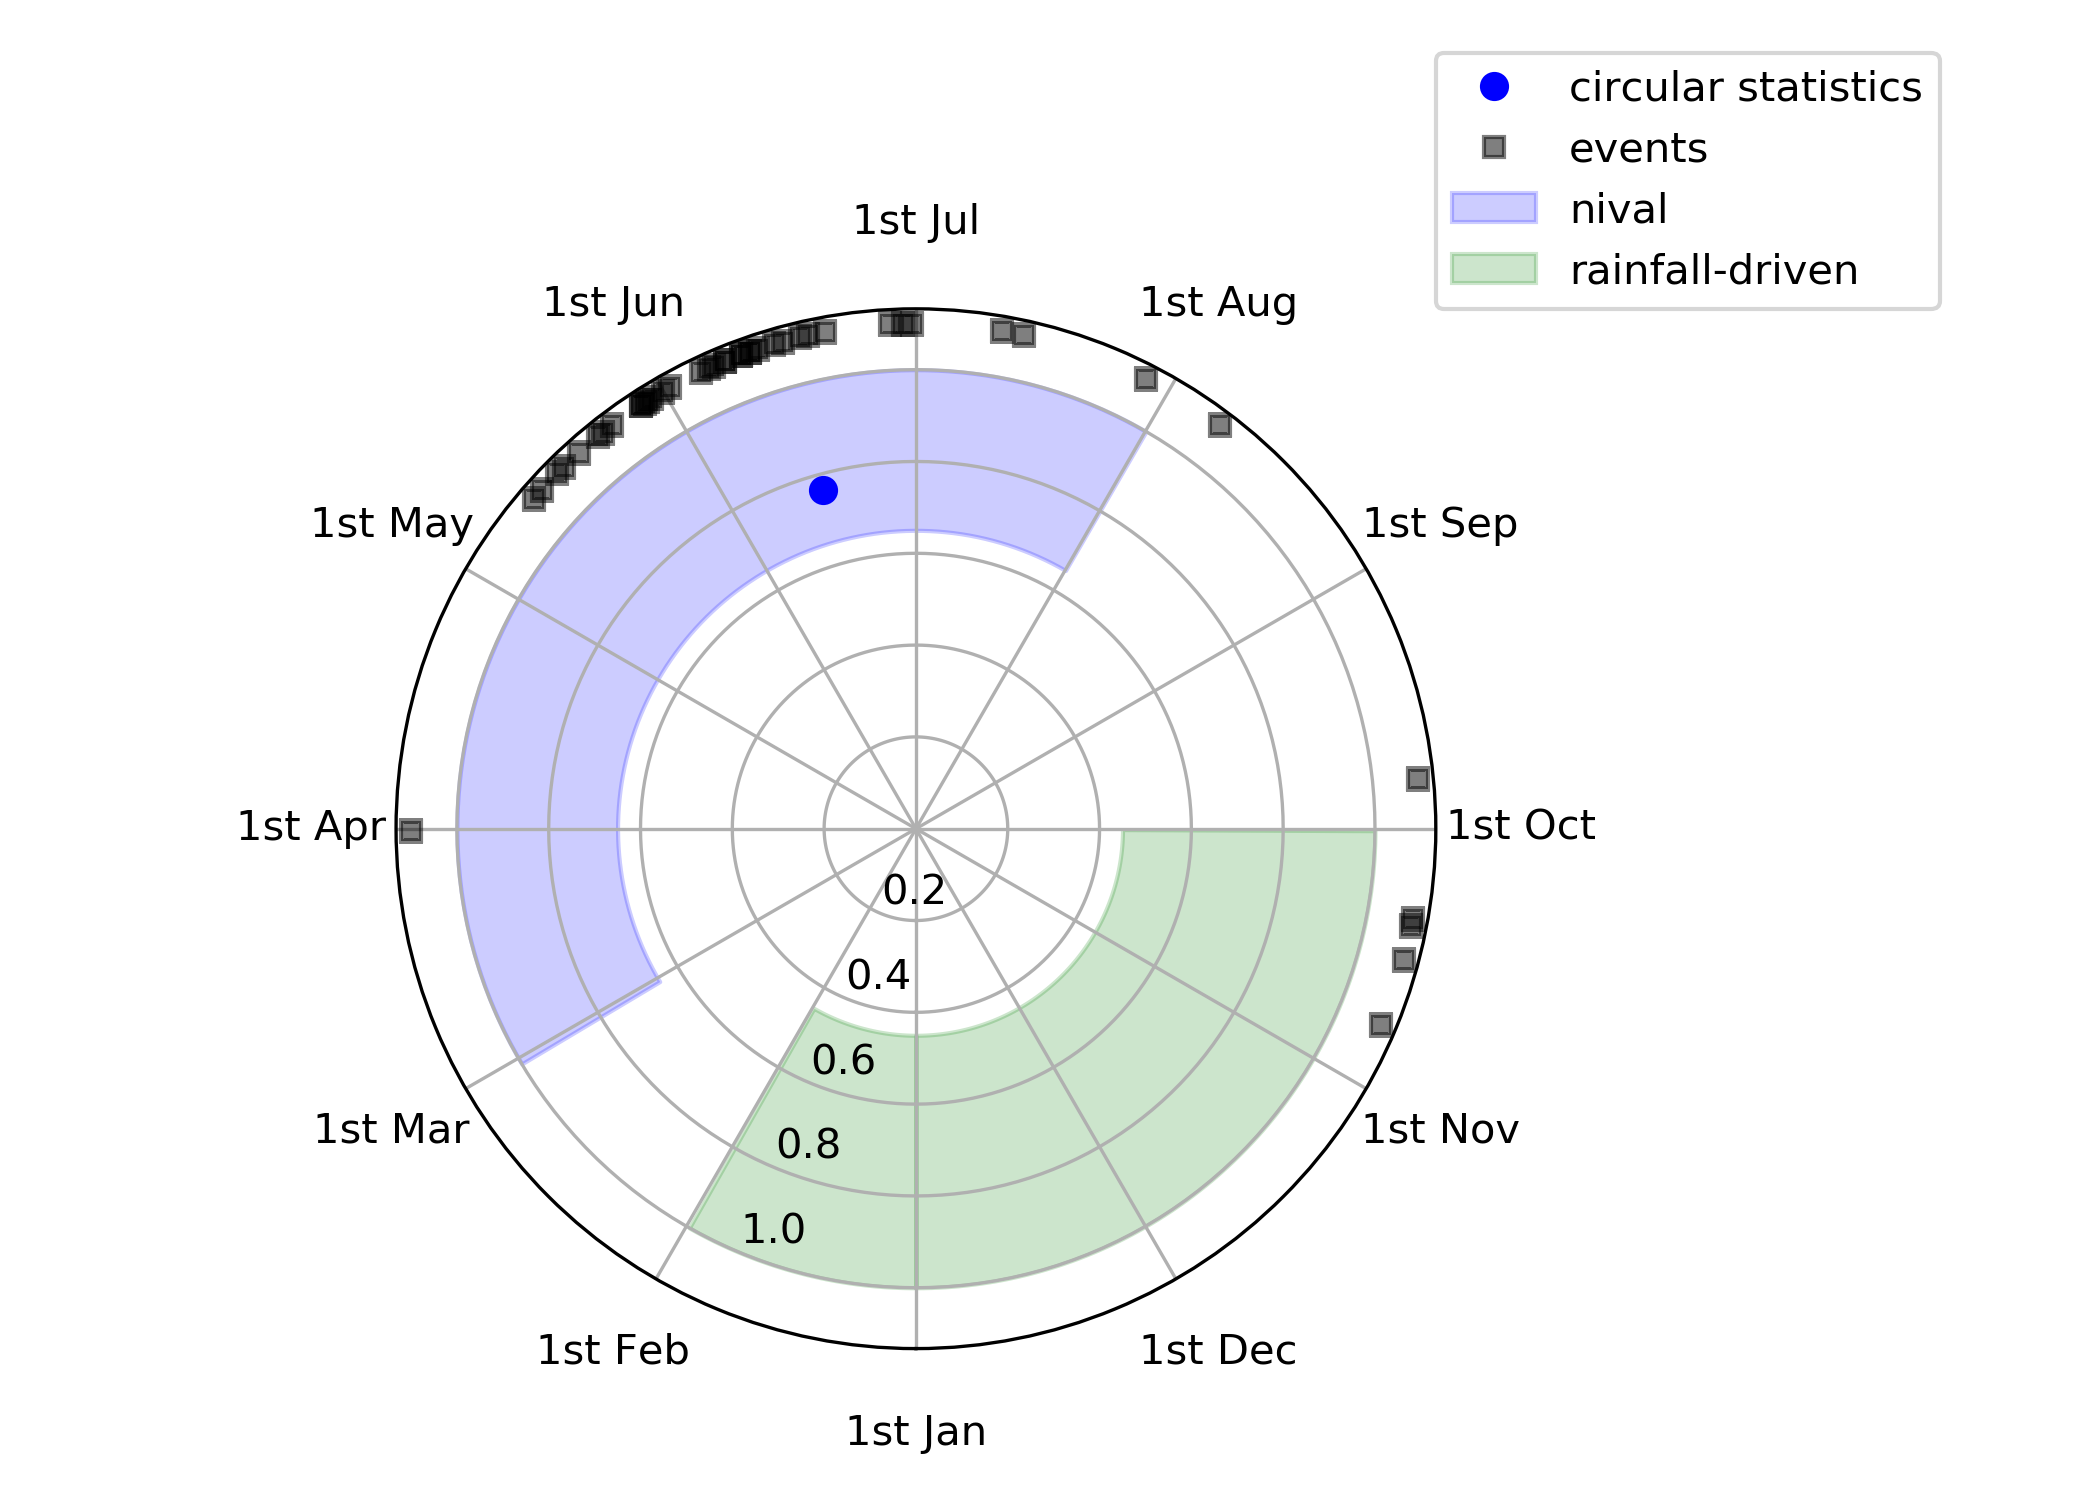 circular statistics
events
nival
rainfall-driven
1st Jul
1st Jun
1st Aug
1st May
1st Sep
1st Apr
1st Oct
0.2
0.4
0.6
0.8
1.0
1st Mar
1st Nov
1st Feb
1st Dec
1st Jan